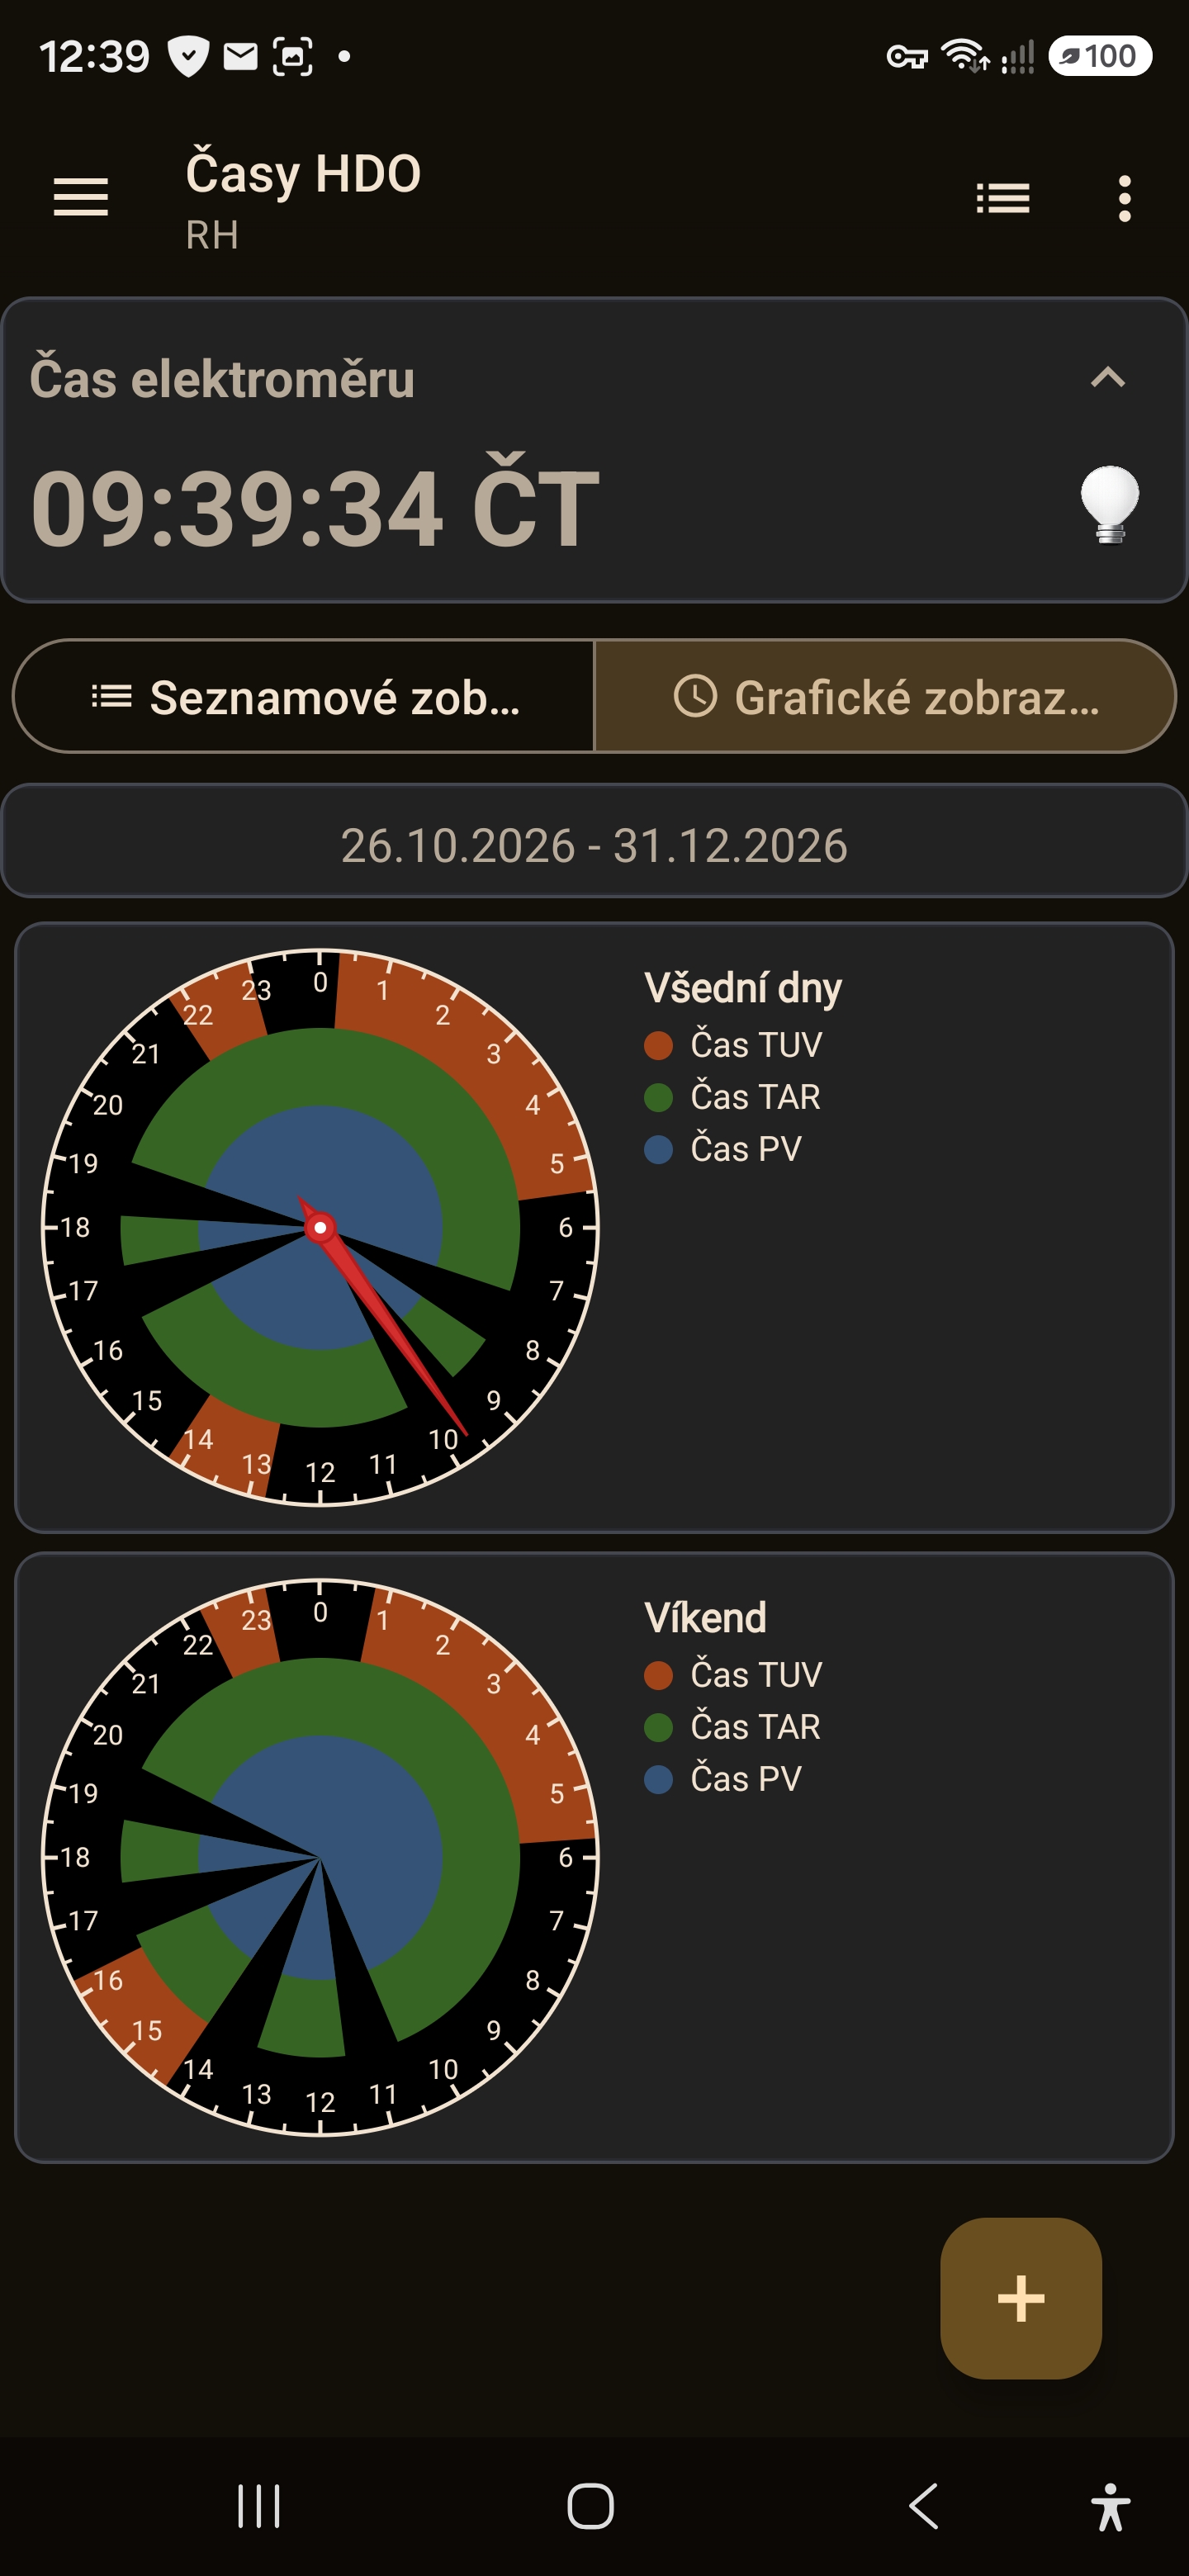 12:39
100
Časy HDO
RH
Čas elektroměru
09:39:34 ČT
Seznamové zob...
Grafické zobraz...
26.10.2026 - 31.12.2026
0 1 2 3 4 5 6 7 8 9 10 11 12 13 14 15 16 17 18 19 20 21 22 23
Všední dny
Čas TUV
Čas TAR
Čas PV
0 1 2 3 4 5 6 7 8 9 10 11 12 13 14 15 16 17 18 19 20 21 22 23
Víkend
Čas TUV
Čas TAR
Čas PV